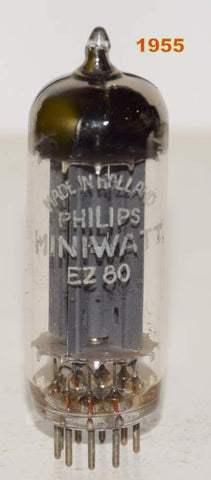 1955
MADE IN HOLLAND
PHILIPS
MINIWATT
EZ 80